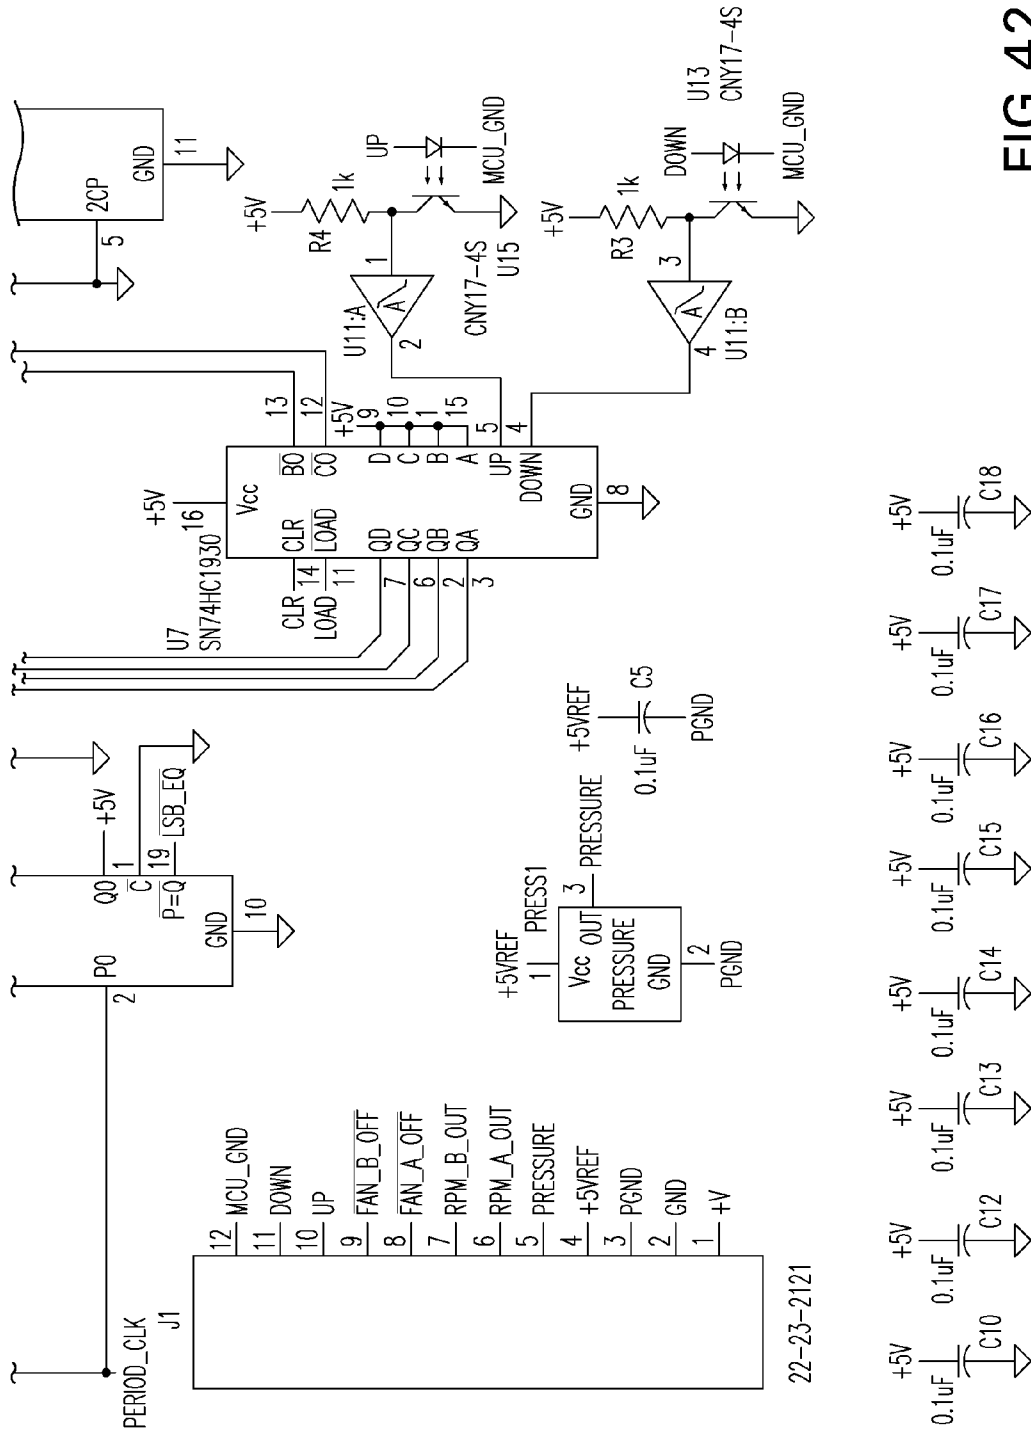 2CP
GND
5
11
+5V
R4
1k
UP
MCU_GND
1
U11:A
2
CNY17-4S
U15
+5V
R3
1k
DOWN
U13
CNY17-4S
MCU_GND
3
U11:B
4
FIG. 42
13
12
+5V
9
10
1
15
5
4
+5V
16
Vcc
BO
CO
D
C
B
A
UP
DOWN
GND
8
U7
SN74HC1930
CLR
LOAD
CLR
14
LOAD
11
QD
QC
QB
QA
7
6
2
3
+5V
Q0
1
C
19
P=Q
LSB_EQ
P0
2
GND
10
PERIOD_CLK
+5VREF
0.1uF
C5
PGND
+5VREF
1
PRESS1
Vcc
OUT
3
PRESSURE
PRESSURE
GND
2
PGND
J1
12 MCU_GND
11 DOWN
10 UP
9 FAN_B_OFF
8 FAN_A_OFF
7 RPM_B_OUT
6 RPM_A_OUT
5 PRESSURE
4 +5VREF
3 PGND
2 GND
1 +V
22-23-2121
+5V
0.1uF
C10
+5V
0.1uF
C12
+5V
0.1uF
C13
+5V
0.1uF
C14
+5V
0.1uF
C15
+5V
0.1uF
C16
+5V
0.1uF
C17
+5V
0.1uF
C18